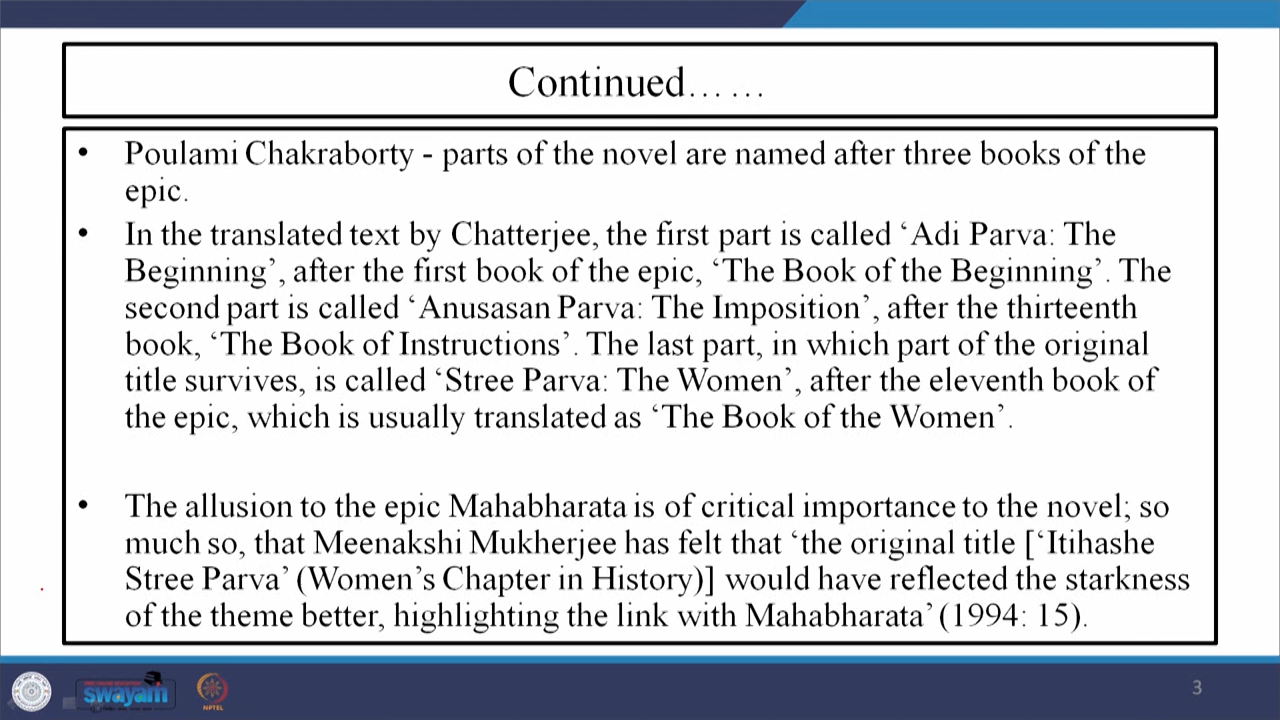 Continued……
• Poulami Chakraborty - parts of the novel are named after three books of the
epic.
• In the translated text by Chatterjee, the first part is called ‘Adi Parva: The
Beginning’, after the first book of the epic, ‘The Book of the Beginning’. The
second part is called ‘Anusasan Parva: The Imposition’, after the thirteenth
book, ‘The Book of Instructions’. The last part, in which part of the original
title survives, is called ‘Stree Parva: The Women’, after the eleventh book of
the epic, which is usually translated as ‘The Book of the Women’.
• The allusion to the epic Mahabharata is of critical importance to the novel; so
much so, that Meenakshi Mukherjee has felt that ‘the original title [‘Itihashe
Stree Parva’ (Women’s Chapter in History)] would have reflected the starkness
of the theme better, highlighting the link with Mahabharata’ (1994: 15).
swayam
NPTEL
3